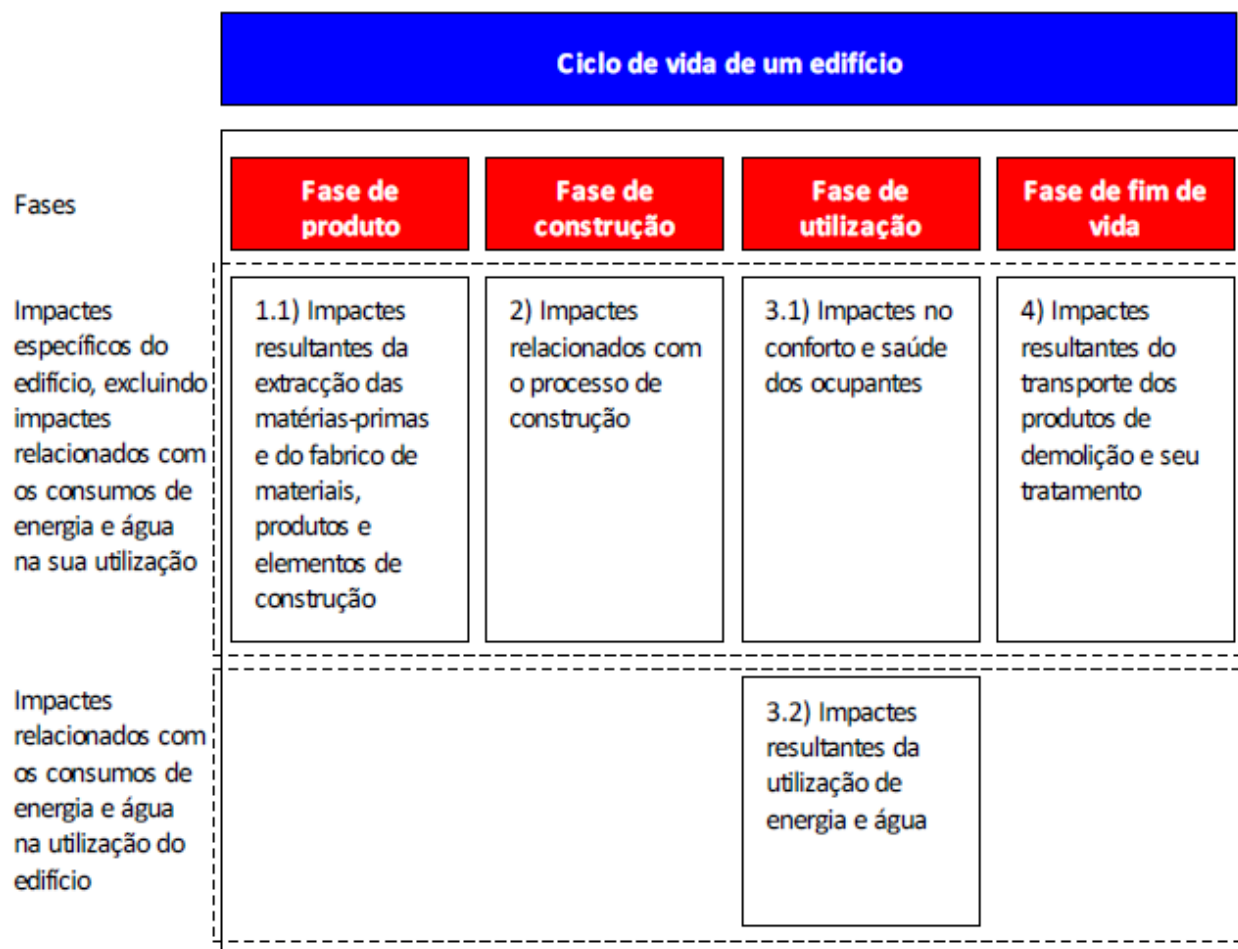 Ciclo de vida de um edifício
Fases
Fase de
produto
Fase de
construção
Fase de
utilização
Fase de fim de
vida
Impactes
específicos do
edifício, excluindo
impactes
relacionados com
os consumos de
energia e água
na sua utilização
1.1) Impactes
resultantes da
extracção das
matérias-primas
e do fabrico de
materiais,
produtos e
elementos de
construção
2) Impactes
relacionados com
o processo de
construção
3.1) Impactes no
conforto e saúde
dos ocupantes
4) Impactes
resultantes do
transporte dos
produtos de
demolição e seu
tratamento
Impactes
relacionados com
os consumos de
energia e água
na utilização do
edifício
3.2) Impactes
resultantes da
utilização de
energia e água